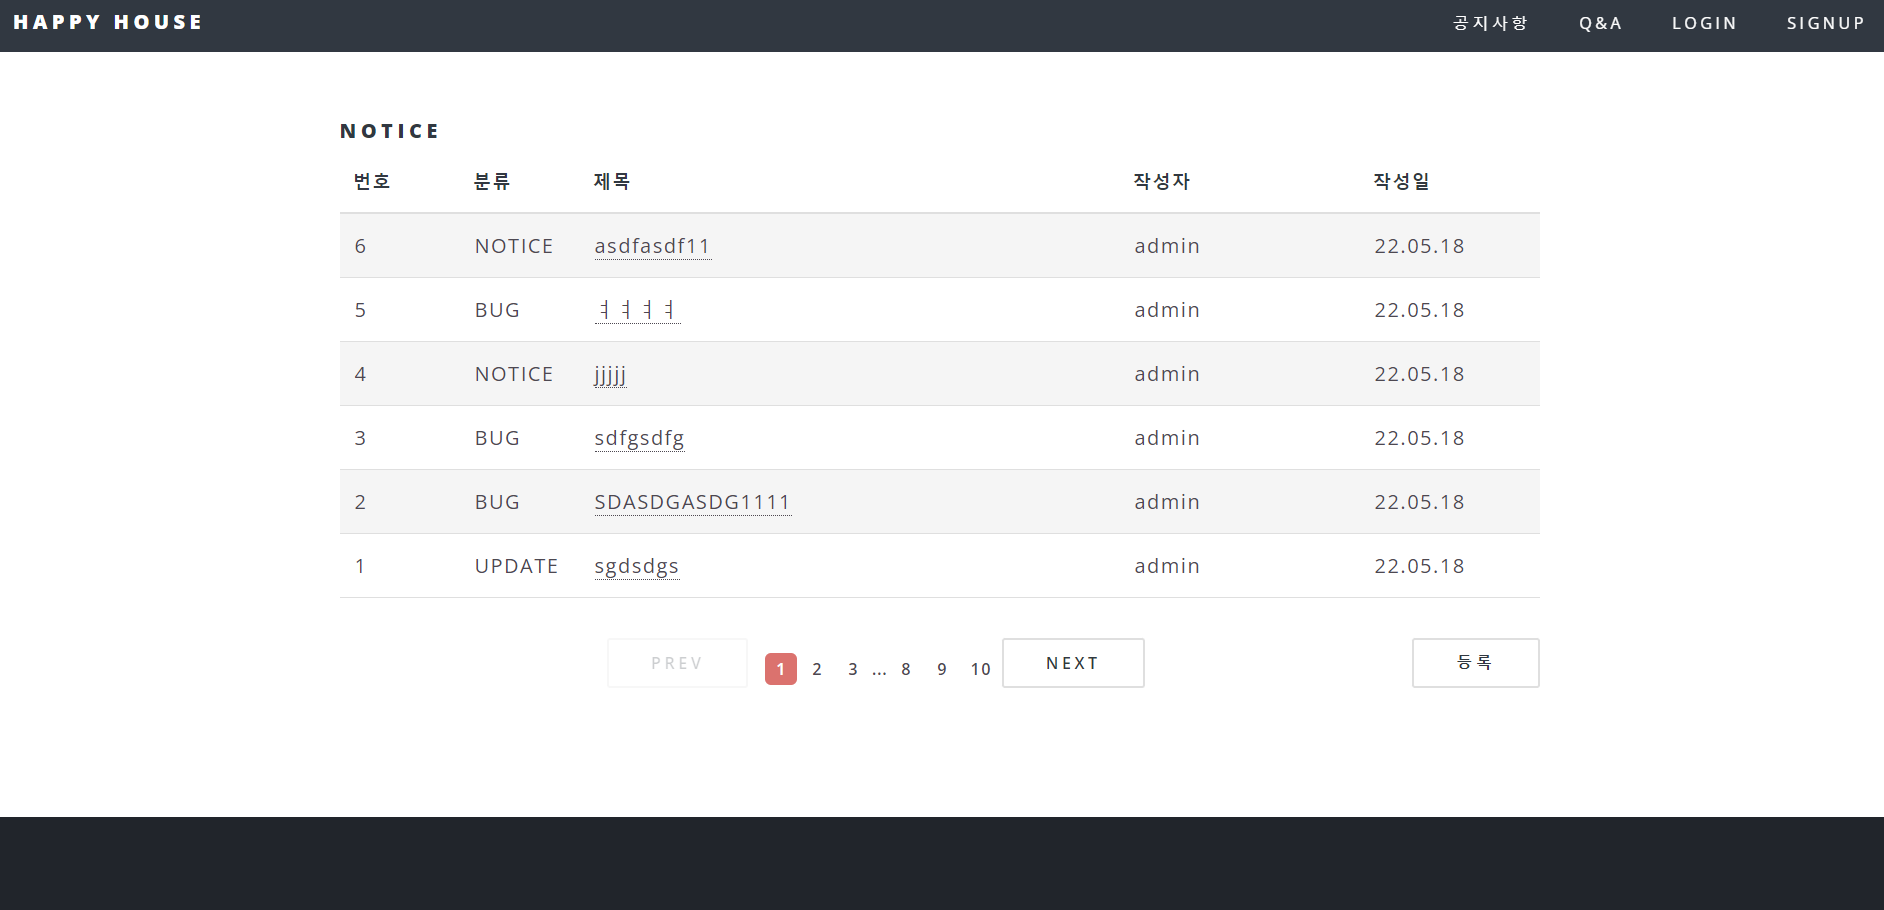 HAPPY HOUSE 공지사항 Q&A LOGIN SIGNUP
NOTICE
번호 분류 제목 작성자 작성일
6 NOTICE asdfasdf11 admin 22.05.18
5 BUG ㅕㅕㅕㅕ admin 22.05.18
4 NOTICE jjjjj admin 22.05.18
3 BUG sdfgsdfg admin 22.05.18
2 BUG SDASDGASDG1111 admin 22.05.18
1 UPDATE sgdsdgs admin 22.05.18
PREV 1 2 3 ... 8 9 10 NEXT 등록